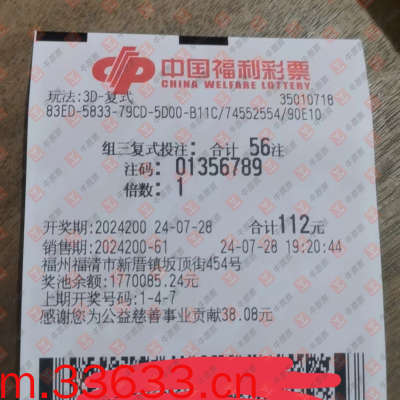 中国福利彩票
CHINA WELFARE LOTTERY
玩法:3D-复式 35010718
83ED-5833-79CD-5D00-B11C/74552554/90E10
组三复式投注: 合计 56注
注码: 01356789
倍数: 1
开奖期:2024200 24-07-28 合计112元
销售期:2024200-61 24-07-28 19:20:44
福州福清市新厝镇坂顶街454号
奖池余额:1770085.24元
上期开奖号码:1-4-7
感谢您为公益慈善事业贡献38.08元
m.33633.cn